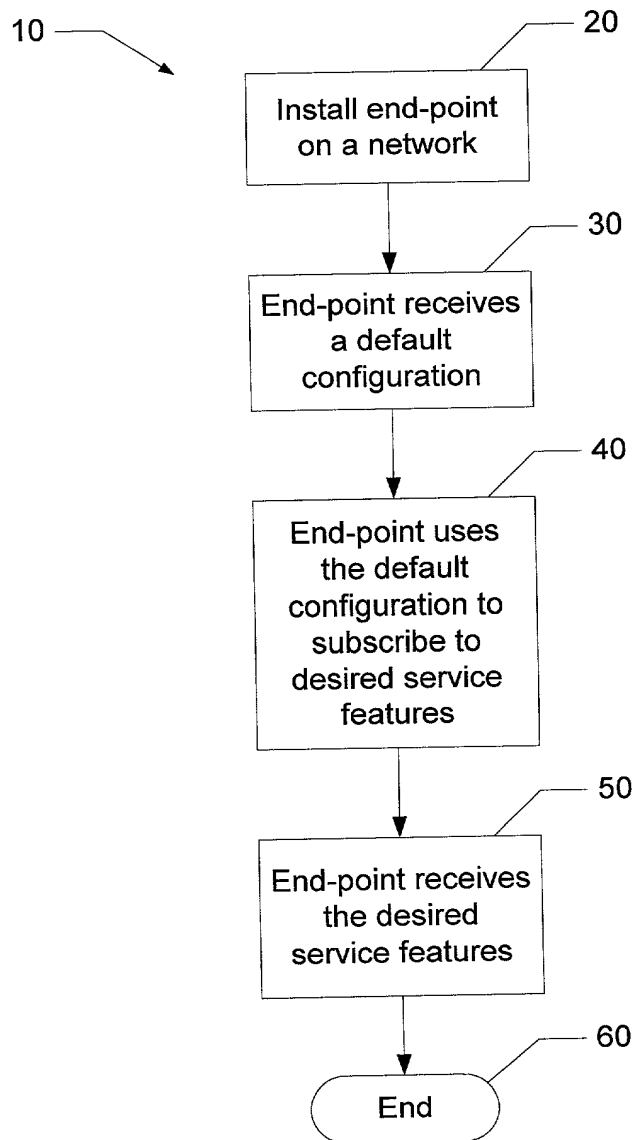 10
20
Install end-point
on a network
30
End-point receives
a default
configuration
40
End-point uses
the default
configuration to
subscribe to
desired service
features
50
End-point receives
the desired
service features
60
End